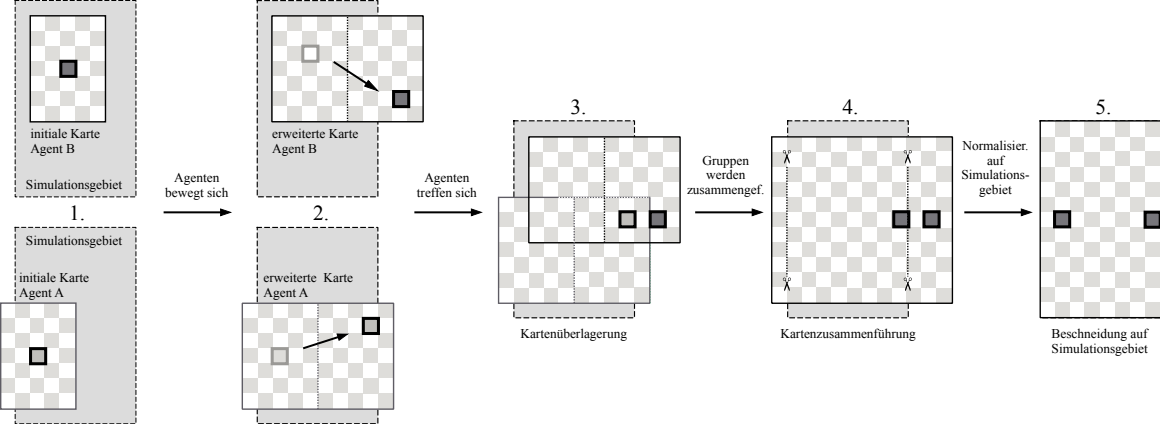 initiale Karte
Agent B
Simulationsgebiet
1.
Simulationsgebiet
initiale Karte
Agent A
Agenten
bewegt sich
erweiterte Karte
Agent B
2.
erweiterte Karte
Agent A
Agenten
treffen sich
3.
Kartenüberlagerung
Gruppen
werden
zusammengef.
4.
Kartenzusammenführung
Normalisier.
auf
Simulations-
gebiet
5.
Beschneidung auf
Simulationsgebiet